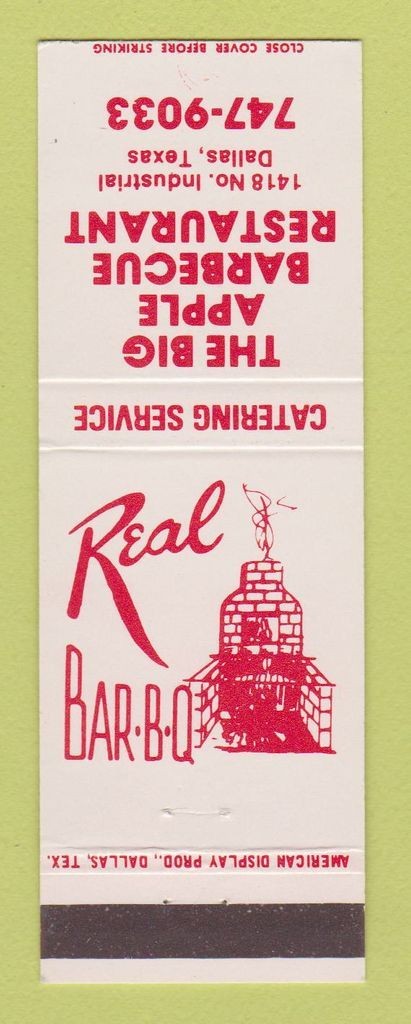 CLOSE COVER BEFORE STRIKING
747-9033
1418 No. Industrial
Dallas, Texas
THE BIG
APPLE
BARBECUE
RESTAURANT
CATERING SERVICE
Real
BAR·B·Q
AMERICAN DISPLAY PROD., DALLAS, TEX.